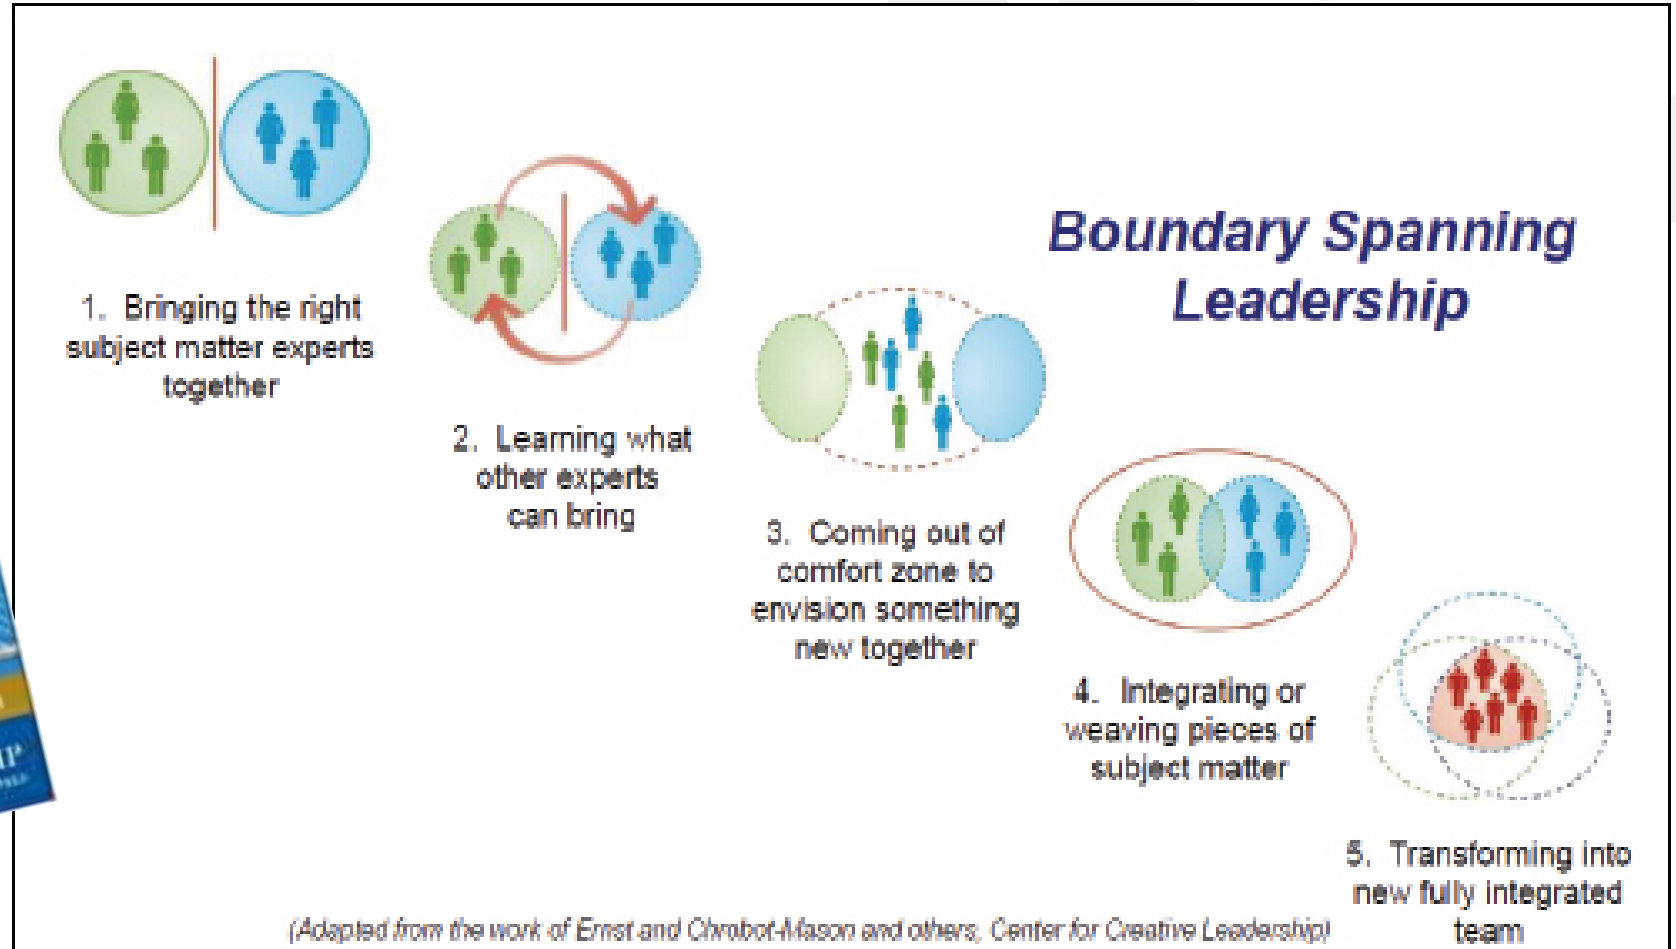 Boundary Spanning
Leadership
1. Bringing the right
subject matter experts
together
2. Learning what
other experts
can bring
3. Coming out of
comfort zone to
envision something
new together
4. Integrating or
weaving pieces of
subject matter
5. Transforming into
new fully integrated
team
(Adapted from the work of Ernst and Chrobot-Mason and others, Center for Creative Leadership)